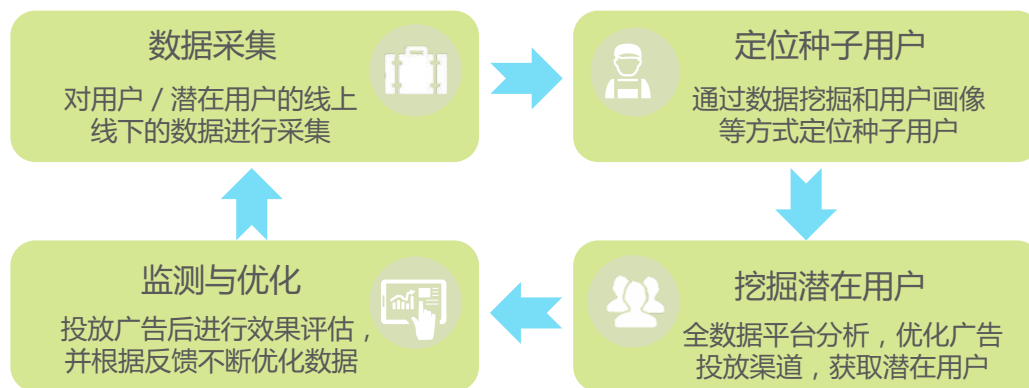 数据采集
对用户 / 潜在用户的线上
线下的数据进行采集
定位种子用户
通过数据挖掘和用户画像
等方式定位种子用户
挖掘潜在用户
全数据平台分析，优化广告
投放渠道，获取潜在用户
监测与优化
投放广告后进行效果评估，
并根据反馈不断优化数据